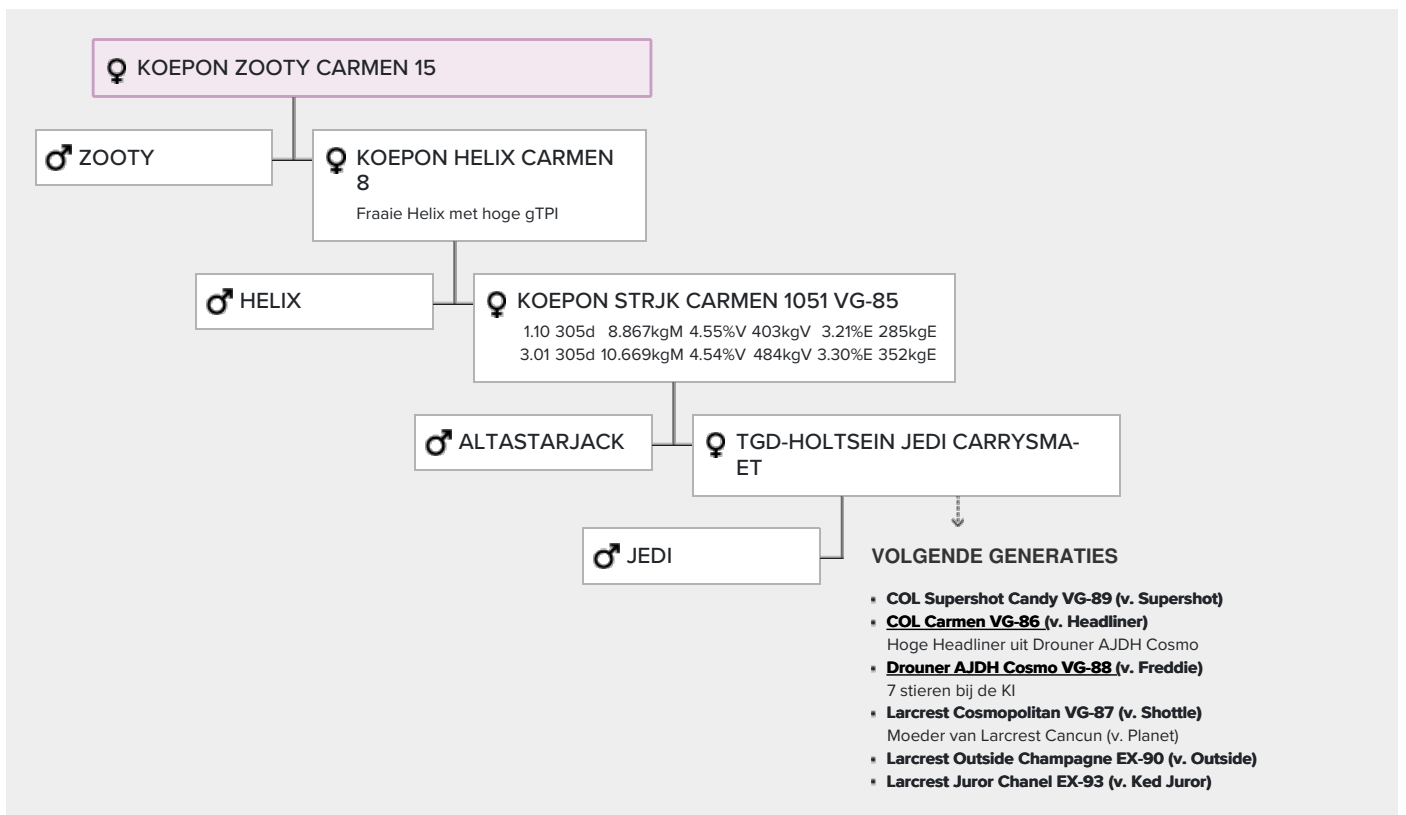 KOEPON ZOOTY CARMEN 15
ZOOTY
KOEPON HELIX CARMEN
8
Fraaie Helix met hoge gTPI
HELIX
KOEPON STRJK CARMEN 1051 VG-85
1.10 305d 8.867kgM 4.55%V 403kgV 3.21%E 285kgE
3.01 305d 10.669kgM 4.54%V 484kgV 3.30%E 352kgE
ALTASTARJACK
TGD-HOLTSEIN JEDI CARRYSMA-
ET
JEDI
VOLGENDE GENERATIES
COL Supershot Candy VG-89 (v. Supershot)
COL Carmen VG-86 (v. Headliner)
Hoge Headliner uit Drouner AJDH Cosmo
Drouner AJDH Cosmo VG-88 (v. Freddie)
7 stieren bij de KI
Larcrest Cosmopolitan VG-87 (v. Shottle)
Moeder van Larcrest Cancun (v. Planet)
Larcrest Outside Champagne EX-90 (v. Outside)
Larcrest Juror Chanel EX-93 (v. Ked Juror)